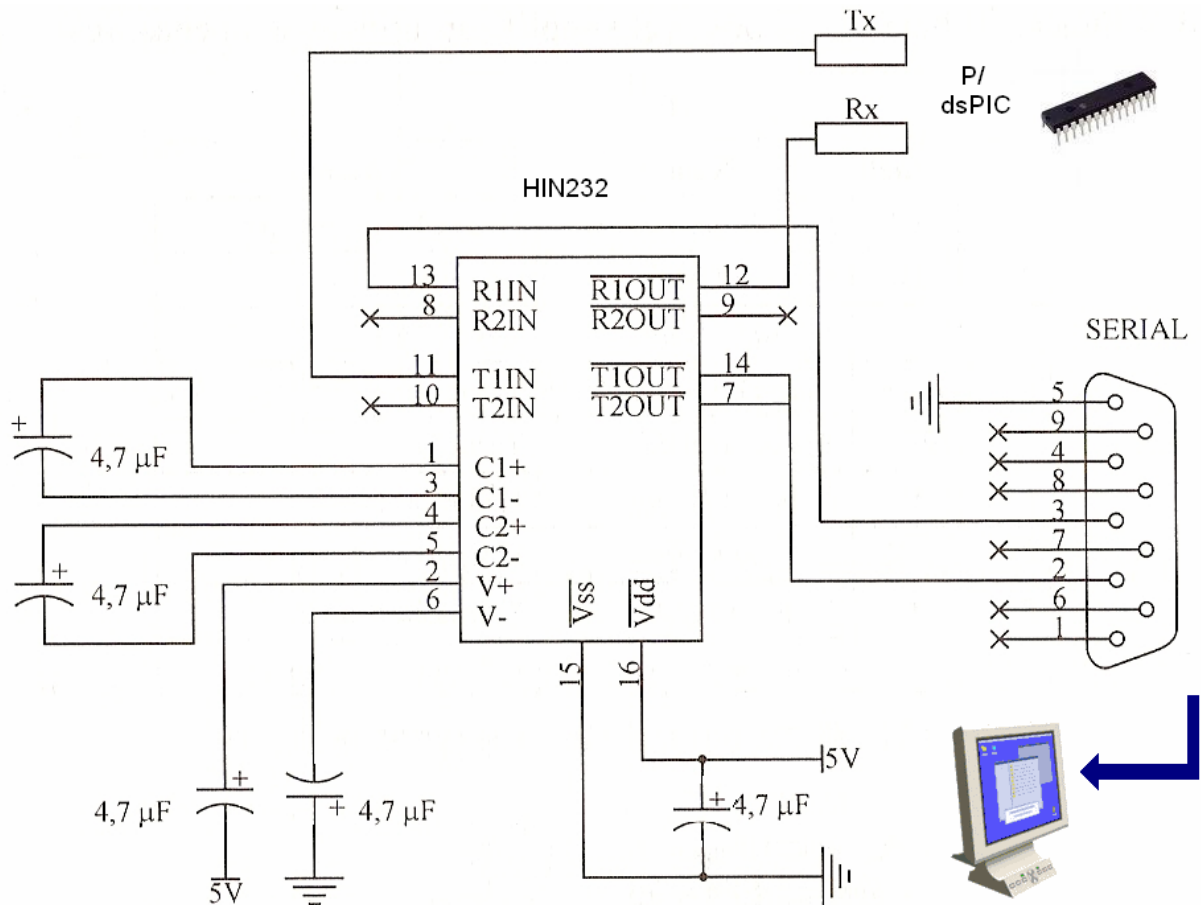 Tx
P/
dsPIC
Rx
HIN232
13 R1IN
8 R2IN
11 T1IN
10 T2IN
1 C1+
3 C1-
4 C2+
5 C2-
2 V+
6 V-
R1OUT 12
R2OUT 9
T1OUT 14
T2OUT 7
Vss
15
Vdd
16
+
4,7 µF
+
4,7 µF
+
4,7 µF
5V
+
4,7 µF
5V
+
4,7 µF
SERIAL
5
9
4
8
3
7
2
6
1